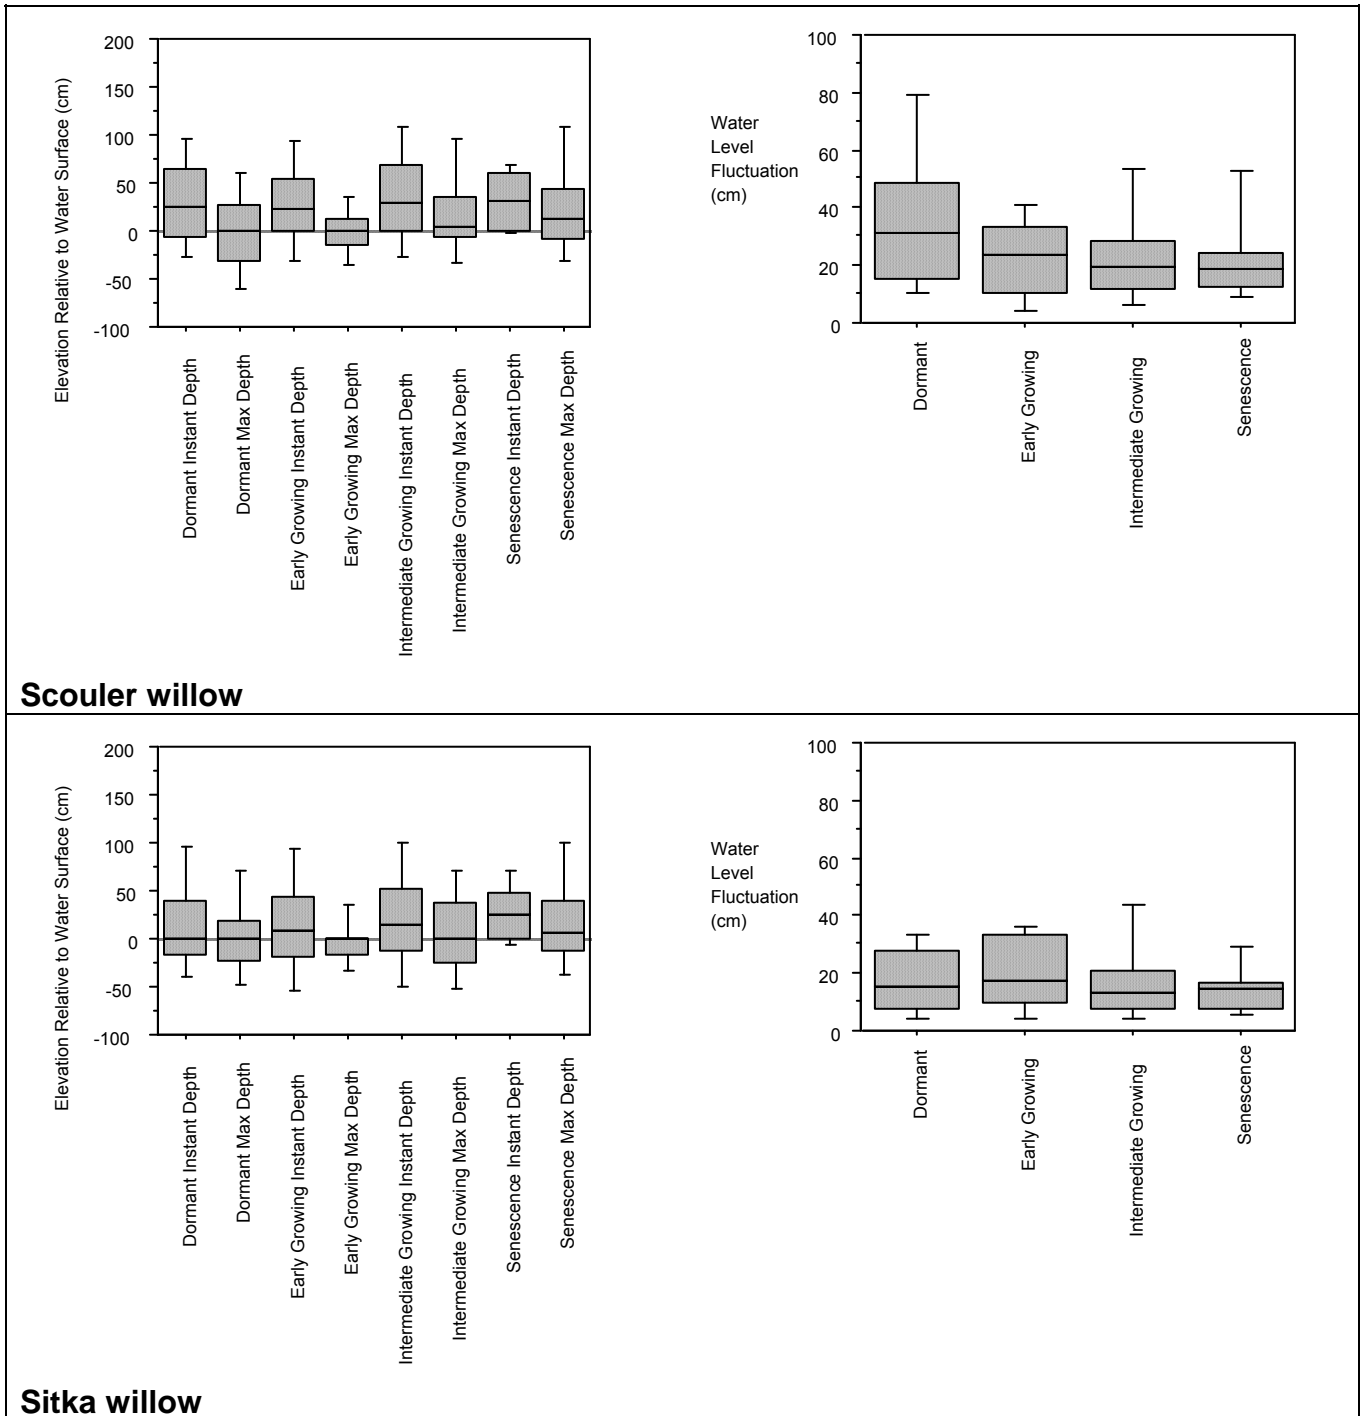 Elevation Relative to Water Surface (cm)
200
150
100
50
0
-50
-100
Dormant Instant Depth
Dormant Max Depth
Early Growing Instant Depth
Early Growing Max Depth
Intermediate Growing Instant Depth
Intermediate Growing Max Depth
Senescence Instant Depth
Senescence Max Depth
Water
Level
Fluctuation
(cm)
100
80
60
40
20
0
Dormant
Early Growing
Intermediate Growing
Senescence
Scouler willow
Elevation Relative to Water Surface (cm)
200
150
100
50
0
-50
-100
Dormant Instant Depth
Dormant Max Depth
Early Growing Instant Depth
Early Growing Max Depth
Intermediate Growing Instant Depth
Intermediate Growing Max Depth
Senescence Instant Depth
Senescence Max Depth
Water
Level
Fluctuation
(cm)
100
80
60
40
20
0
Dormant
Early Growing
Intermediate Growing
Senescence
Sitka willow